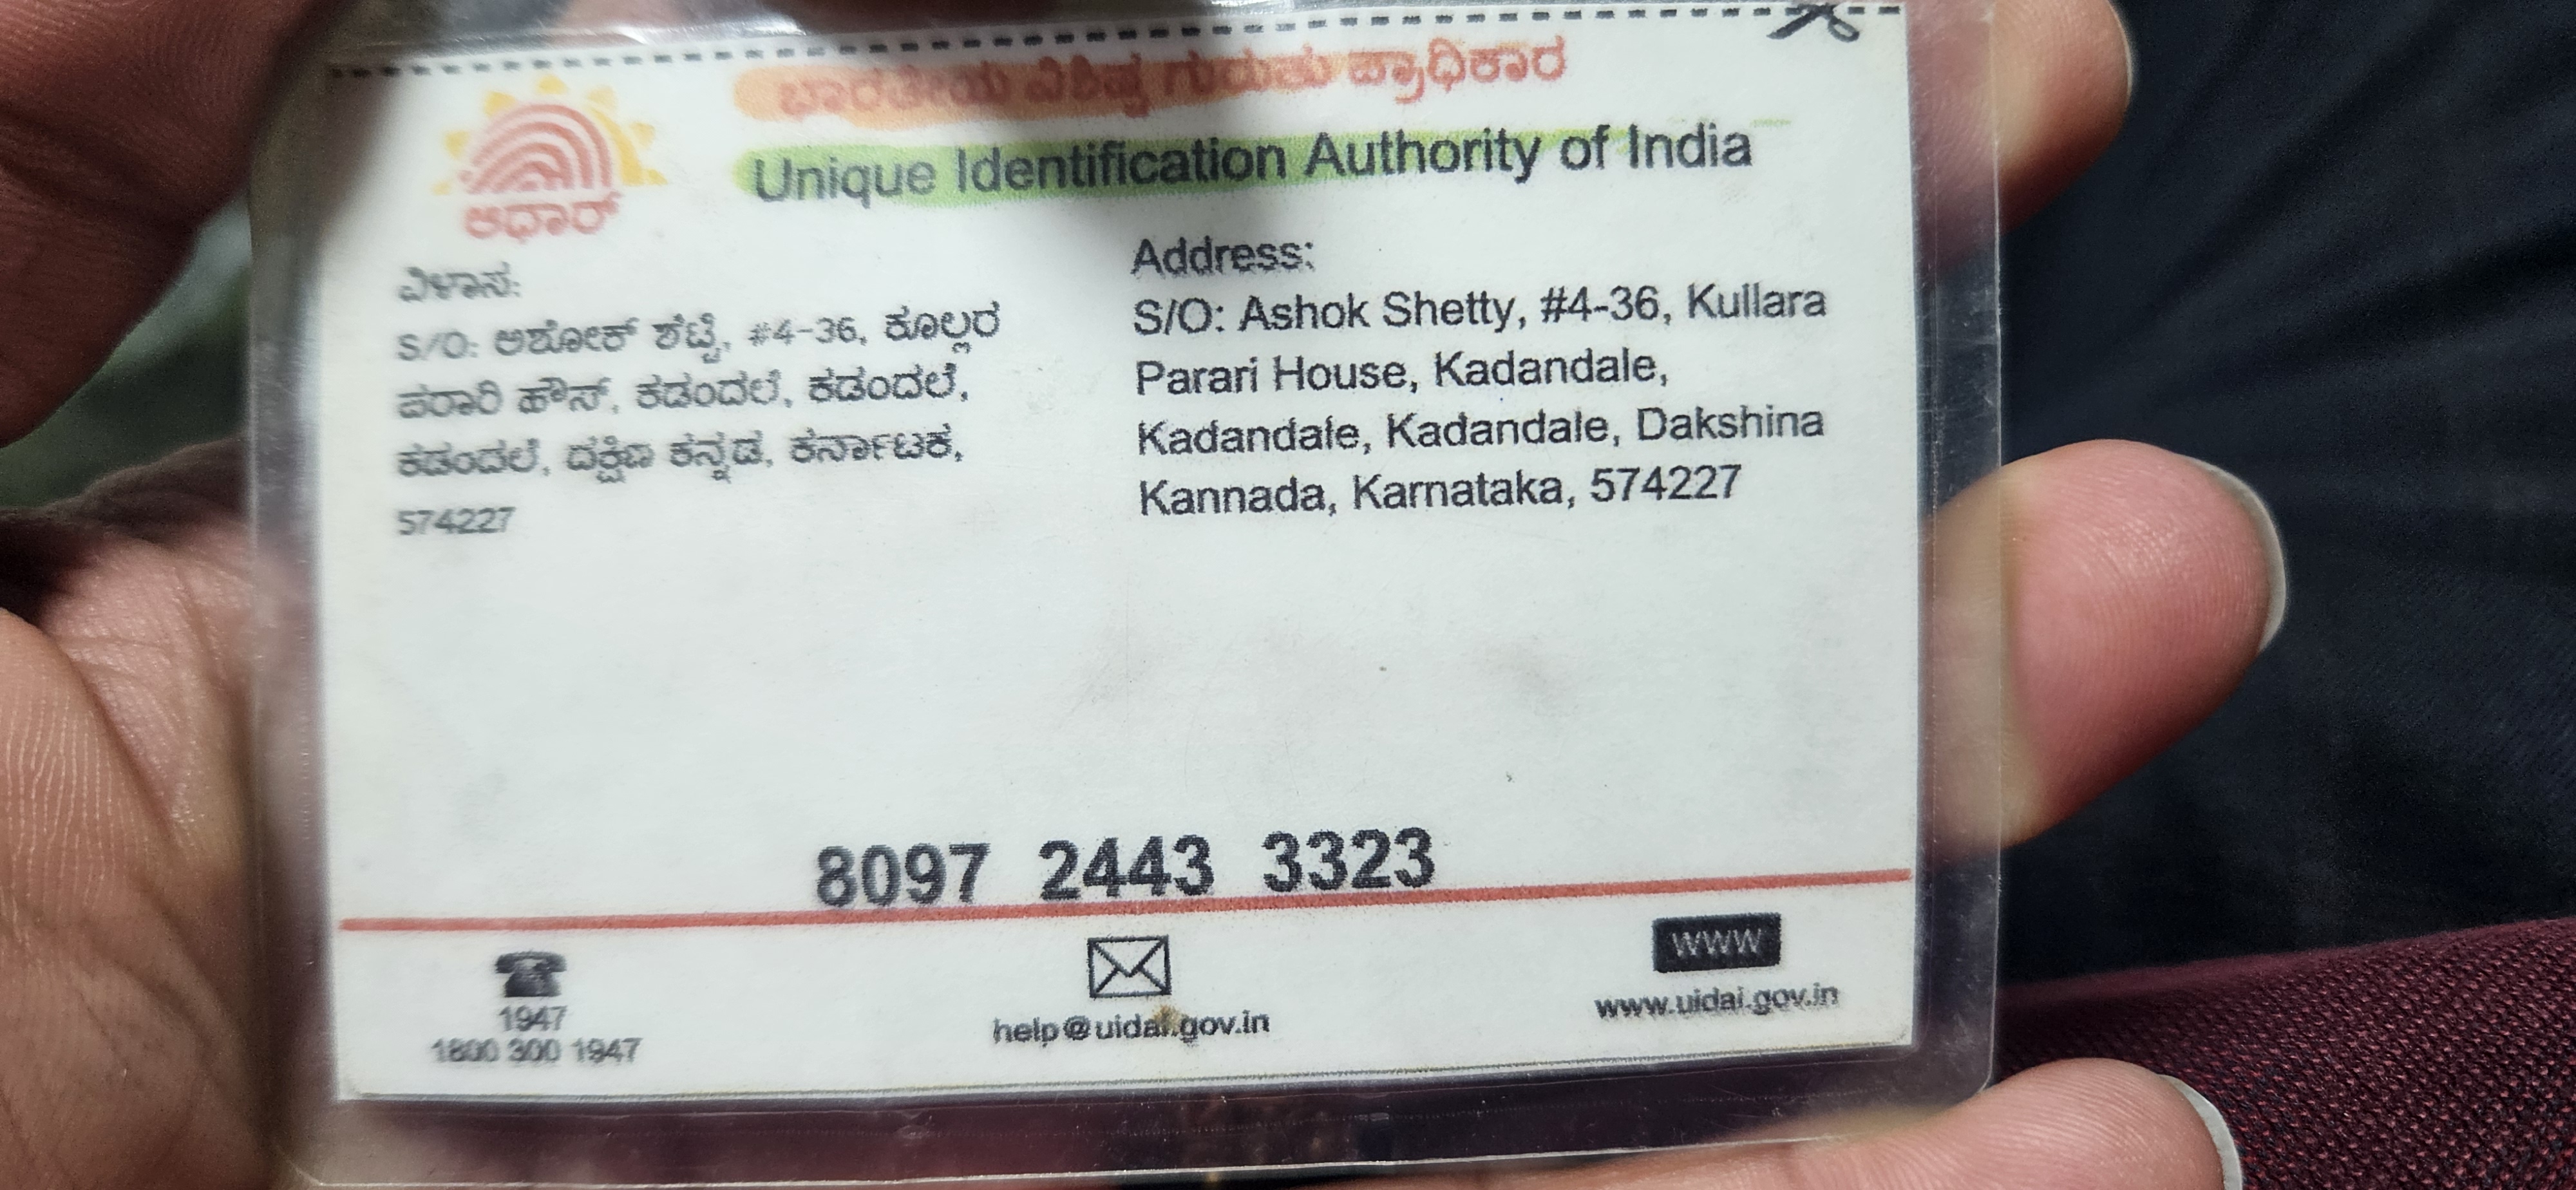 ಭಾರತೀಯ ವಿಶಿಷ್ಟ ಗುರುತು ಪ್ರಾಧಿಕಾರ
Unique Identification Authority of India
ಆಧಾರ್
ವಿಳಾಸ:
S/O: ಅಶೋಕ್ ಶೆಟ್ಟಿ, #4-36, ಕೂಲ್ಲರ
ಪರಾರಿ ಹೌಸ್, ಕಡಂದಲೆ, ಕಡಂದಲೆ,
ಕಡಂದಲೆ, ದಕ್ಷಿಣ ಕನ್ನಡ, ಕರ್ನಾಟಕ,
574227
Address:
S/O: Ashok Shetty, #4-36, Kullara
Parari House, Kadandale,
Kadandale, Kadandale, Dakshina
Kannada, Karnataka, 574227
8097 2443 3323
1947
1800 300 1947
help@uidai.gov.in
www
www.uidai.gov.in